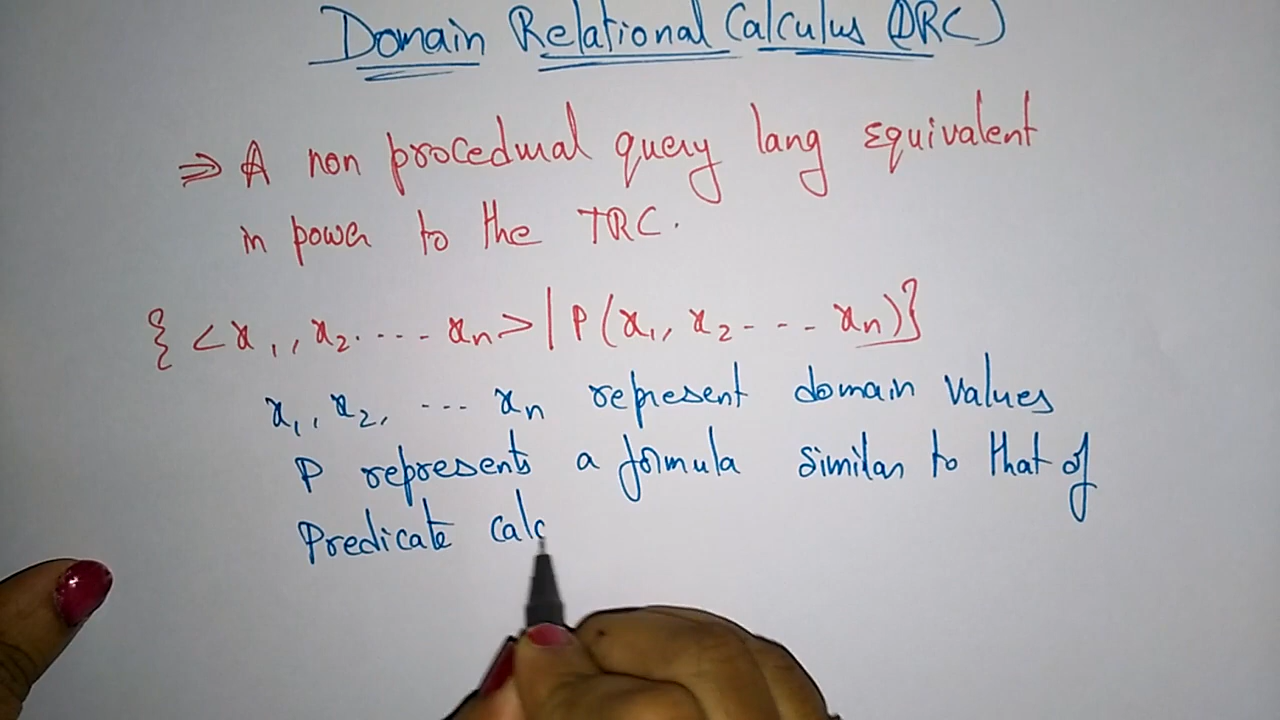 Domain Relational Calculus (DRC)
⇒ A non procedural query lang equivalent
in power to the TRC.
{ <x₁, x₂ .... xₙ> | P(x₁, x₂ --- xₙ)}
x₁, x₂, --- xₙ represent domain values
P represents a formula similar to that of
Predicate calc